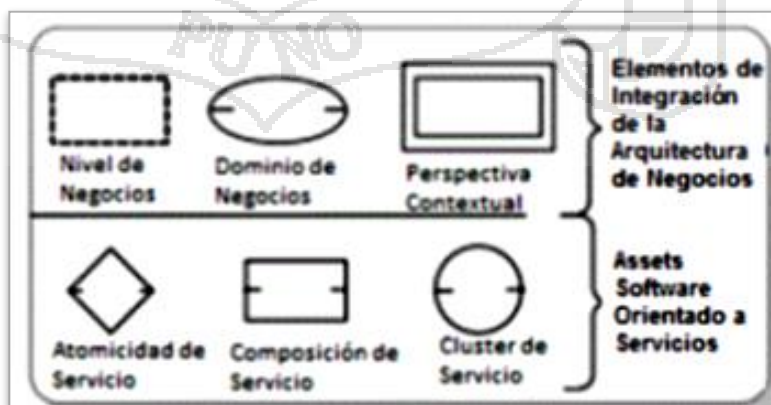 PUNO
Elementos de
Integración
de la
Arquitectura
de Negocios
Nivel de
Negocios
Dominio de
Negocios
Perspectiva
Contextual
Assets
Software
Orientado a
Servicios
Atomicidad de
Servicio
Composición de
Servicio
Cluster de
Servicio